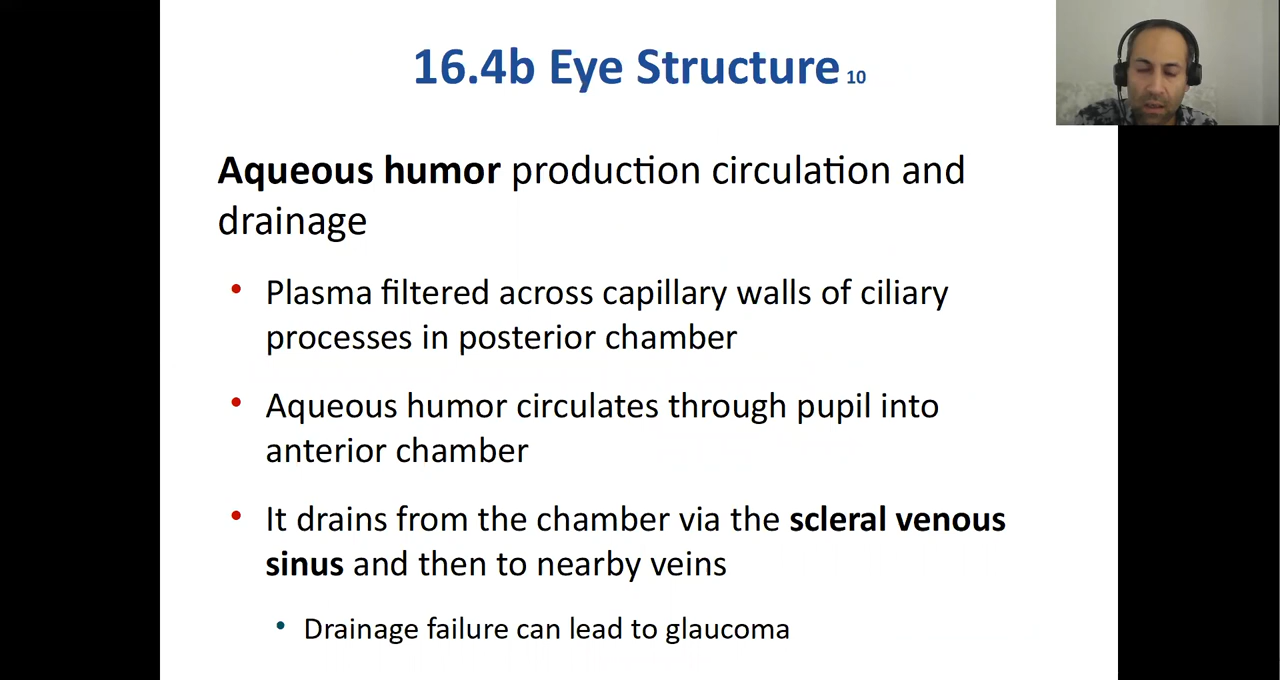 16.4b Eye Structure 10
Aqueous humor production circulation and
drainage
• Plasma filtered across capillary walls of ciliary
processes in posterior chamber
• Aqueous humor circulates through pupil into
anterior chamber
• It drains from the chamber via the scleral venous
sinus and then to nearby veins
• Drainage failure can lead to glaucoma